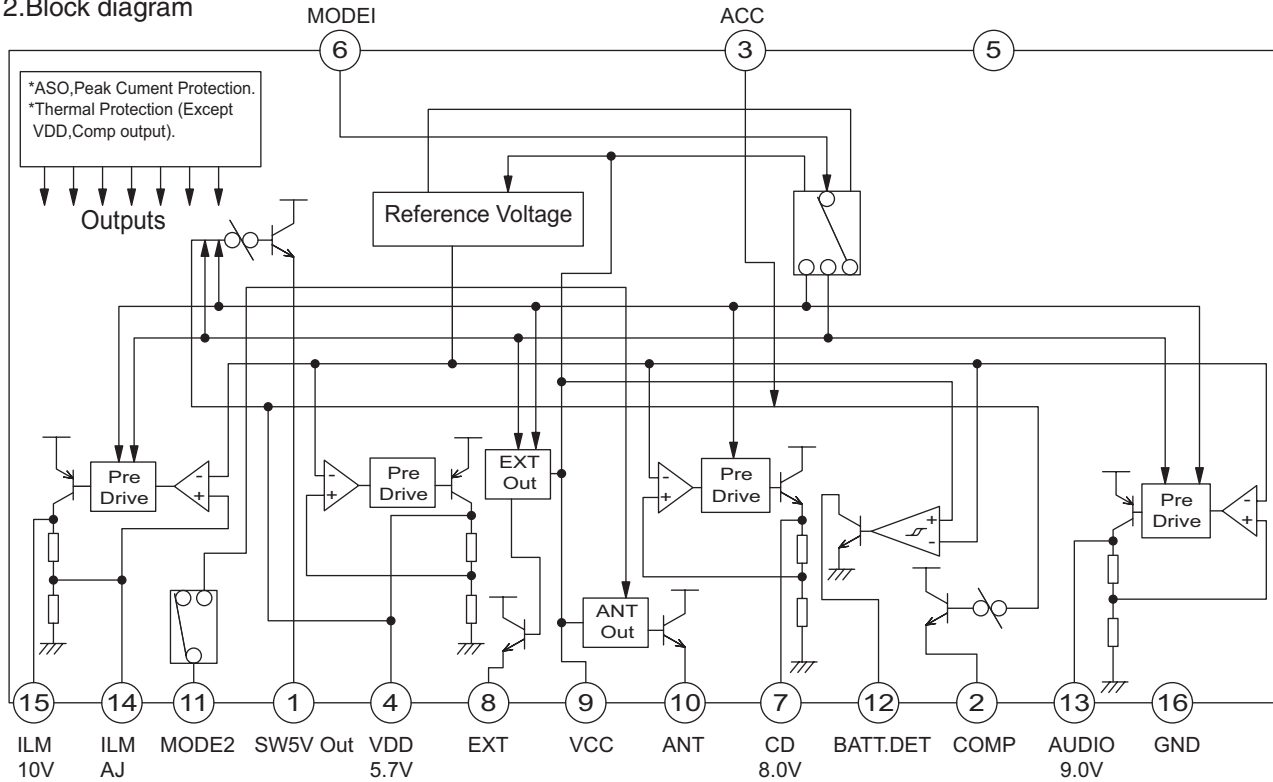 2.Block diagram
MODEI
ACC
6
3
5
*ASO,Peak Cument Protection.
*Thermal Protection (Except
VDD,Comp output).
Outputs
Reference Voltage
Pre
Drive
-
+
-
+
Pre
Drive
EXT
Out
-
+
Pre
Drive
+
-
Pre
Drive
-
+
ANT
Out
15
14
11
1
4
8
9
10
7
12
2
13
16
ILM
10V
ILM
AJ
MODE2
SW5V Out
VDD
5.7V
EXT
VCC
ANT
CD
8.0V
BATT.DET
COMP
AUDIO
9.0V
GND